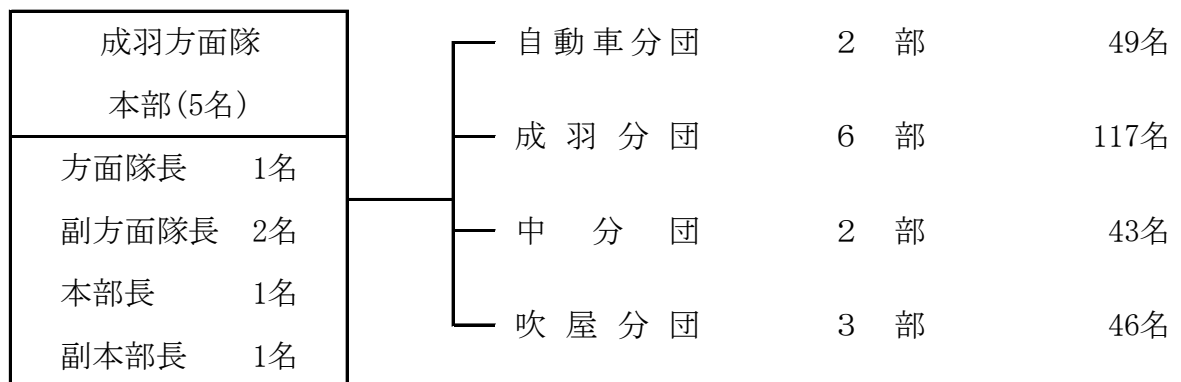 成羽方面隊
本部(5名)
方面隊長 1名
副方面隊長 2名
本部長 1名
副本部長 1名
自動車分団 2 部 49名
成羽分団 6 部 117名
中分団 2 部 43名
吹屋分団 3 部 46名